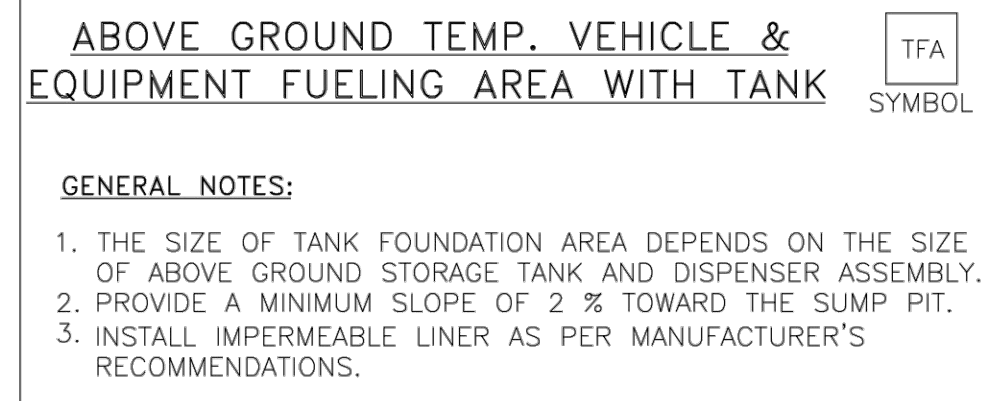 ABOVE GROUND TEMP. VEHICLE &
EQUIPMENT FUELING AREA WITH TANK
TFA
SYMBOL
GENERAL NOTES:
1. THE SIZE OF TANK FOUNDATION AREA DEPENDS ON THE SIZE
OF ABOVE GROUND STORAGE TANK AND DISPENSER ASSEMBLY.
2. PROVIDE A MINIMUM SLOPE OF 2 % TOWARD THE SUMP PIT.
3. INSTALL IMPERMEABLE LINER AS PER MANUFACTURER'S
RECOMMENDATIONS.